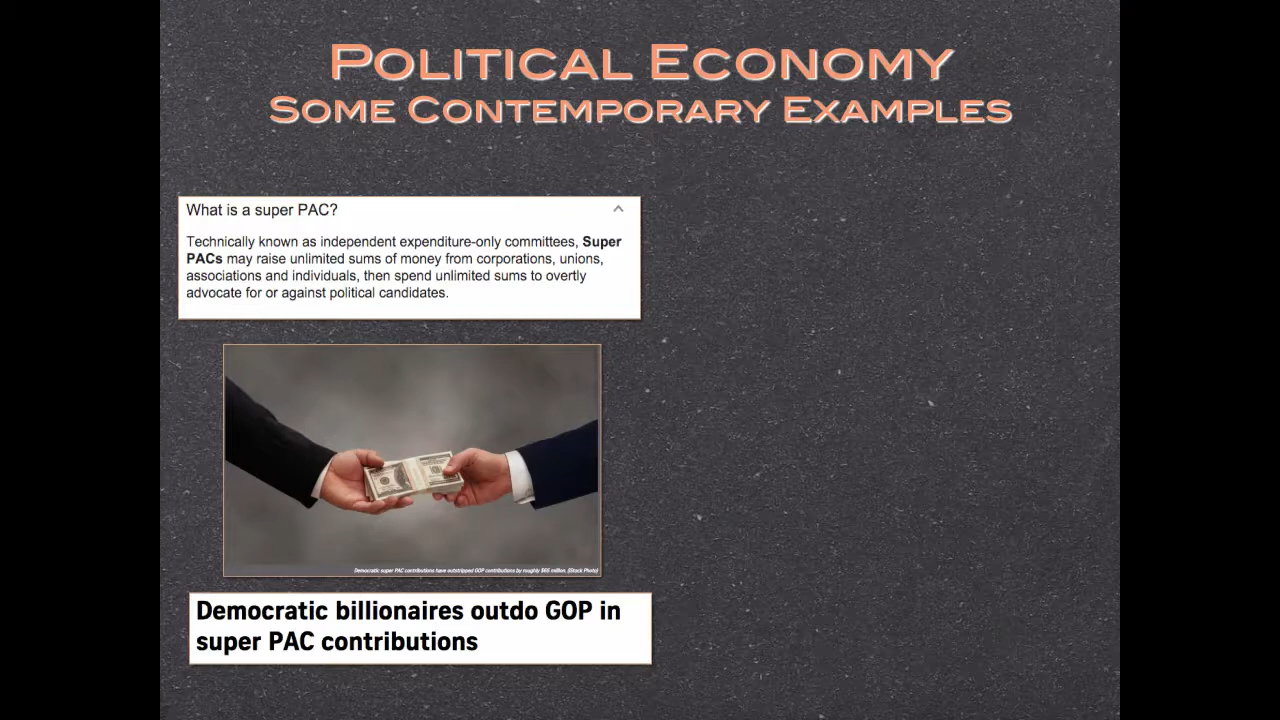 POLITICAL ECONOMY
SOME CONTEMPORARY EXAMPLES
What is a super PAC?
Technically known as independent expenditure-only committees, Super
PACs may raise unlimited sums of money from corporations, unions,
associations and individuals, then spend unlimited sums to overtly
advocate for or against political candidates.
Democratic super PAC contributions have outstripped GOP contributions by roughly $65 million. (iStock Photo)
Democratic billionaires outdo GOP in
super PAC contributions